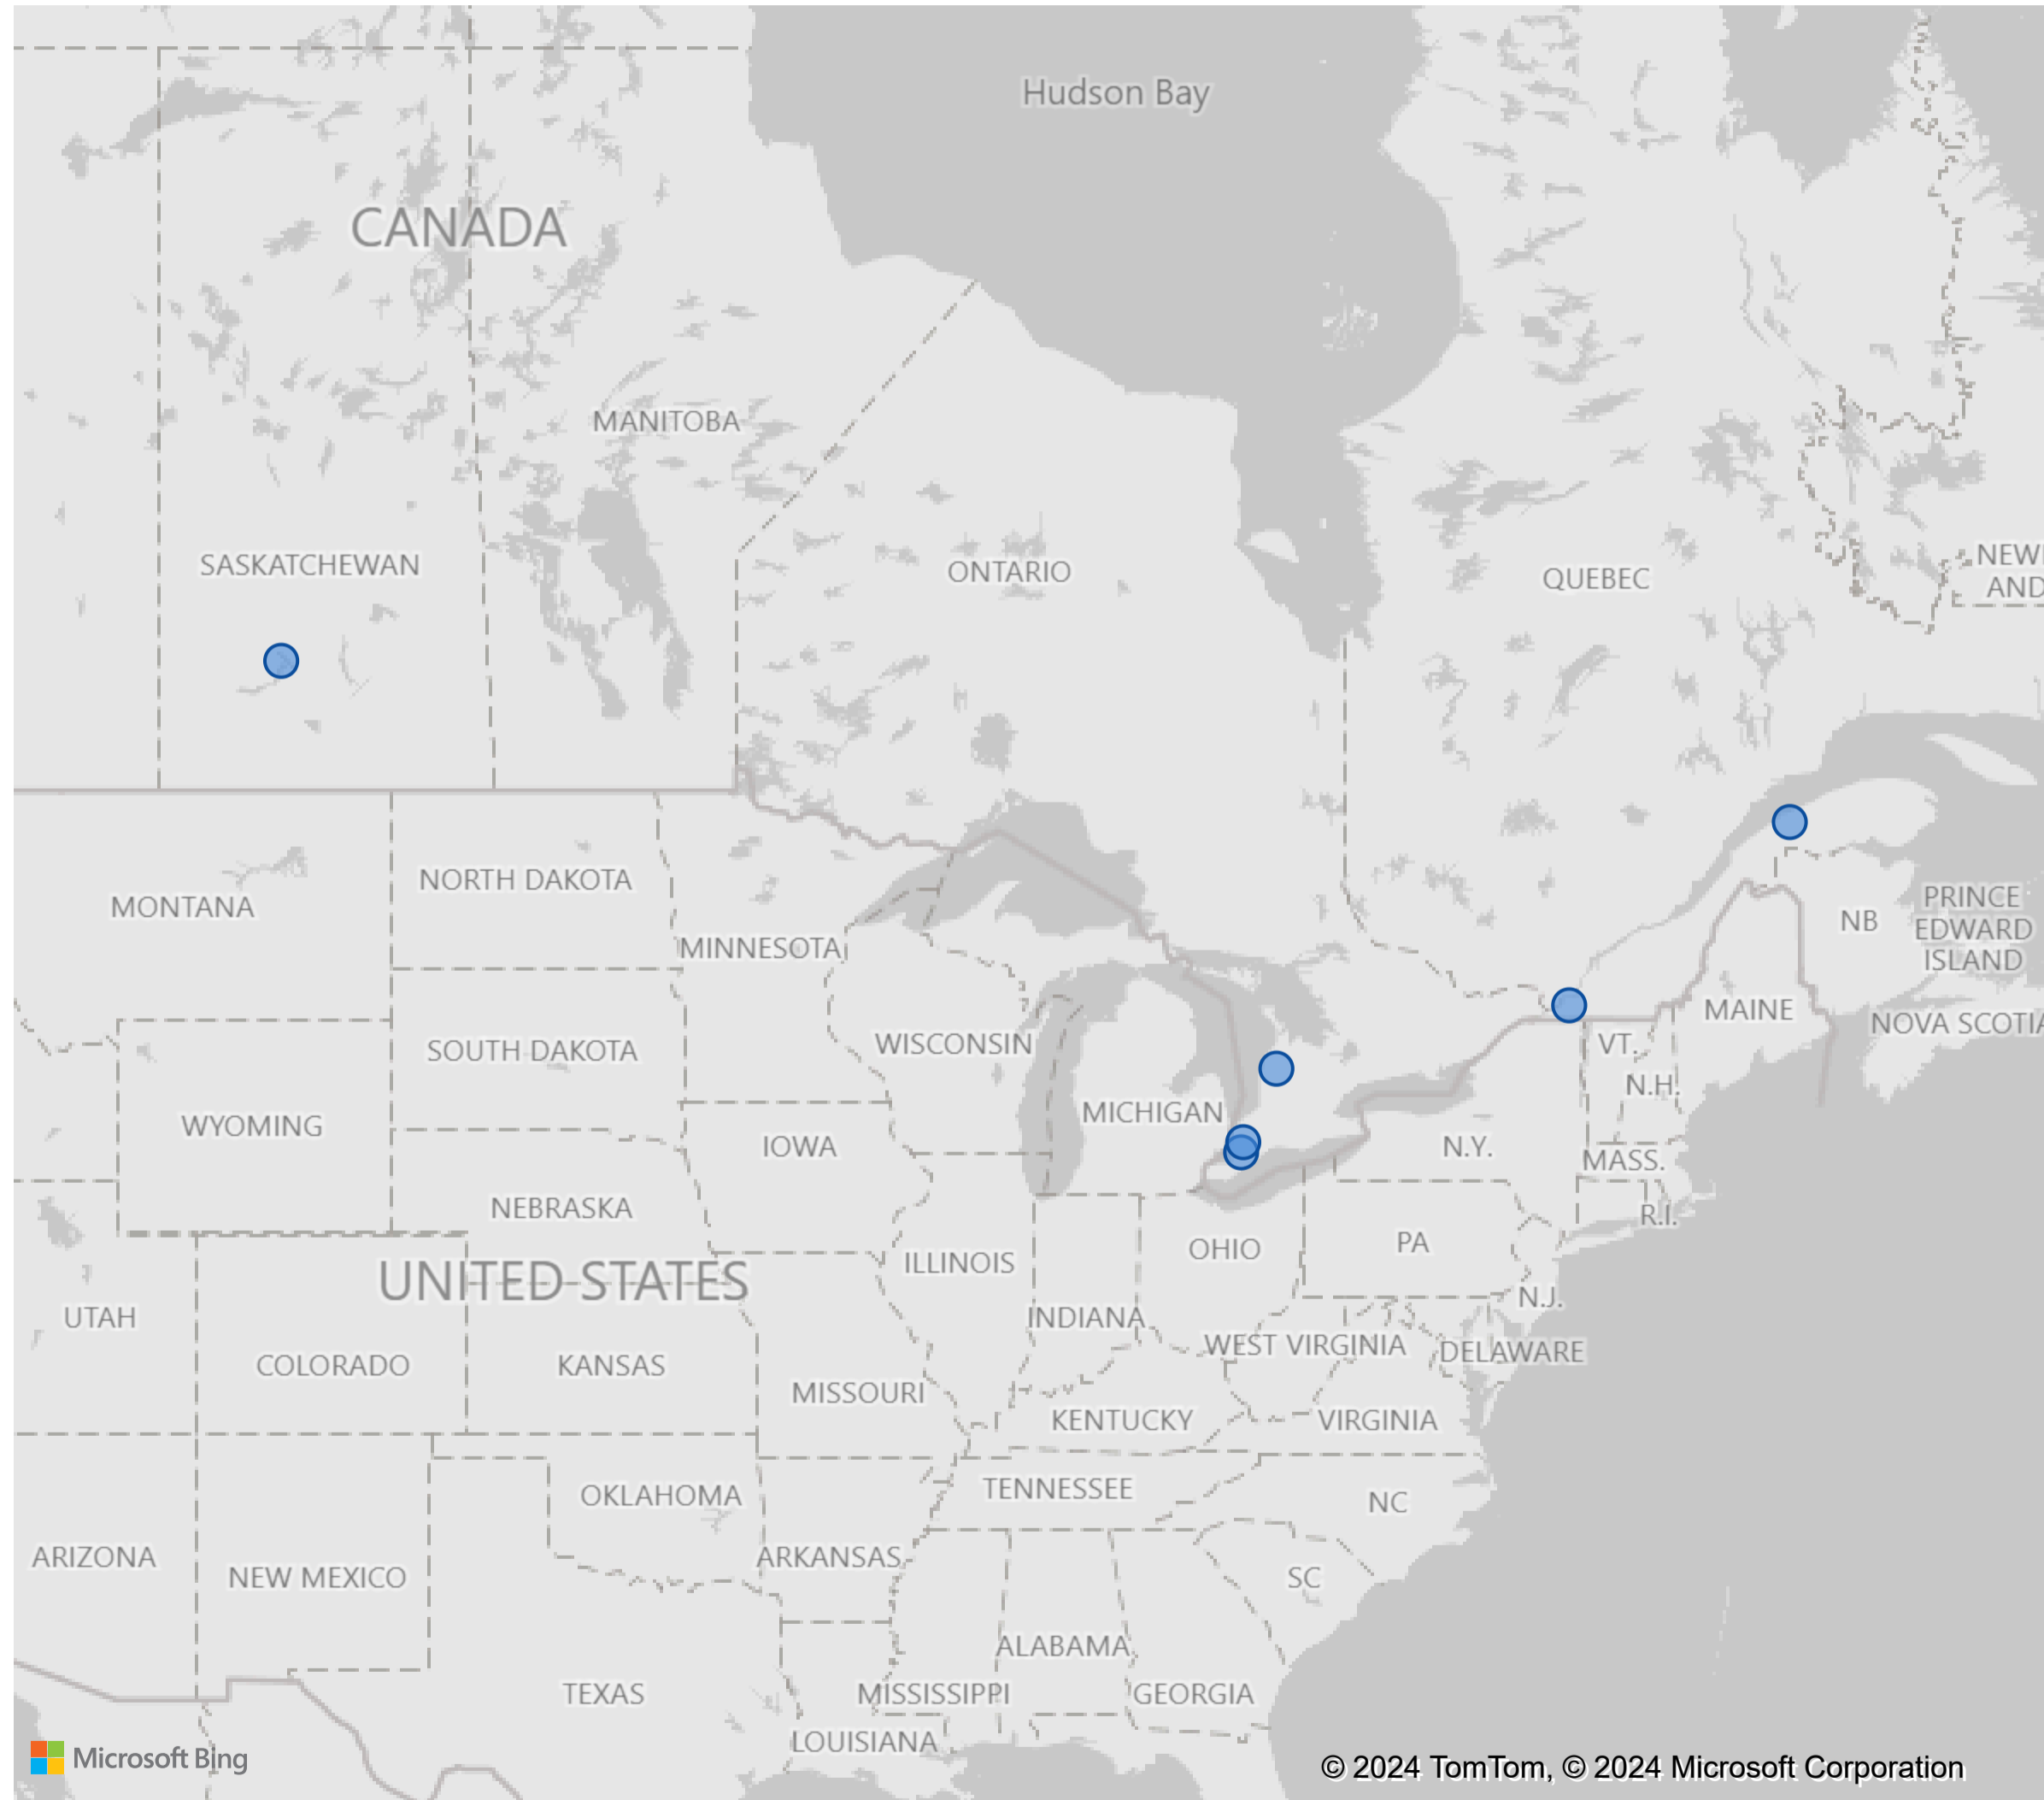 Hudson Bay
CANADA
MANITOBA
SASKATCHEWAN
ONTARIO
QUEBEC
NEW
AND
NORTH DAKOTA
MONTANA
MINNESOTA
NB
PRINCE
EDWARD
ISLAND
MAINE
NOVA SCOTIA
SOUTH DAKOTA
WISCONSIN
VT.
N.H.
WYOMING
MICHIGAN
IOWA
N.Y.
MASS.
NEBRASKA
R.I.
UNITED STATES
ILLINOIS
OHIO
PA
N.J.
UTAH
INDIANA
COLORADO
KANSAS
WEST VIRGINIA
DELAWARE
MISSOURI
KENTUCKY
VIRGINIA
OKLAHOMA
TENNESSEE
NC
ARIZONA
NEW MEXICO
ARKANSAS
SC
ALABAMA
TEXAS
MISSISSIPPI
GEORGIA
LOUISIANA
Microsoft Bing
© 2024 TomTom, © 2024 Microsoft Corporation